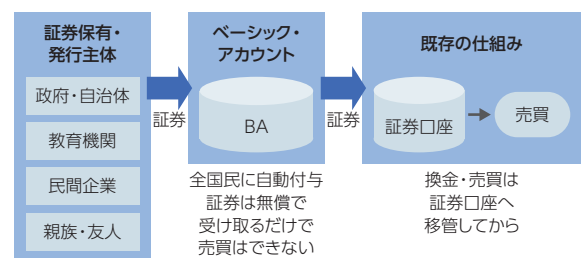 証券保有・
発行主体
政府・自治体
教育機関
民間企業
親族・友人
証券
ベーシック・
アカウント
BA
全国民に自動付与
証券は無償で
受け取るだけで
売買はできない
証券
既存の仕組み
証券口座
売買
換金・売買は
証券口座へ
移管してから